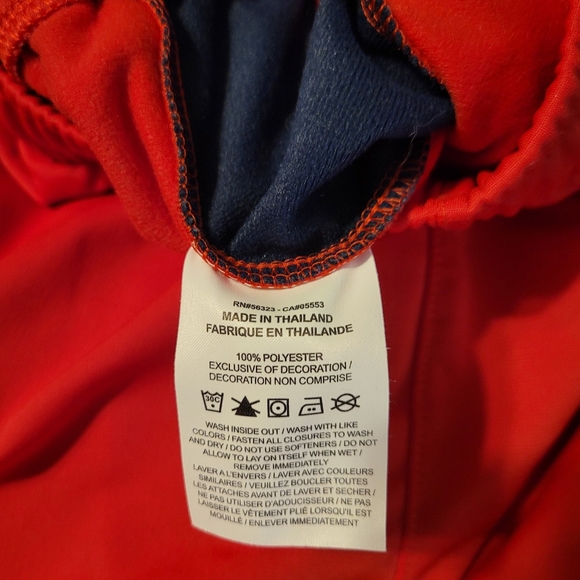 RN#56323 - CA#05553
MADE IN THAILAND
FABRIQUE EN THAILANDE
100% POLYESTER
EXCLUSIVE OF DECORATION /
DECORATION NON COMPRISE
30C
WASH INSIDE OUT / WASH WITH LIKE
COLORS / FASTEN ALL CLOSURES TO WASH
AND DRY / DO NOT USE SOFTENERS / DO NOT
ALLOW TO LAY ON ITSELF WHEN WET /
REMOVE IMMEDIATELY
LAVER A L'ENVERS / LAVER AVEC COULEURS
SIMILAIRES / VEUILLEZ BOUCLER TOUTES
LES ATTACHES AVANT DE LAVER ET SECHER /
NE PAS UTILISER D'ADOUCISSANT / NE PAS
LAISSER LE VÊTEMENT PLIÉ LORSQU'IL EST
MOUILLÉ / ENLEVER IMMÉDIATEMENT